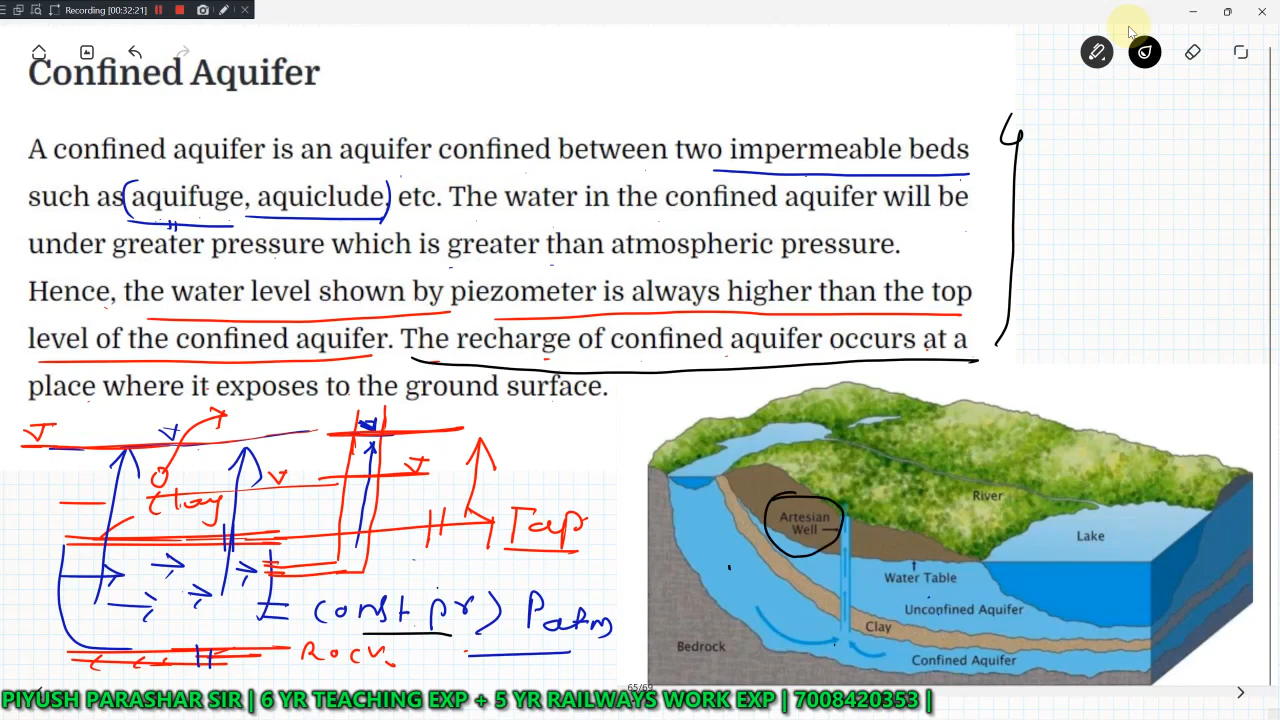 Recording [00:32:21]
Confined Aquifer
A confined aquifer is an aquifer confined between two impermeable beds
such as aquifuge, aquiclude, etc. The water in the confined aquifer will be
under greater pressure which is greater than atmospheric pressure.
Hence, the water level shown by piezometer is always higher than the top
level of the confined aquifer. The recharge of confined aquifer occurs at a
place where it exposes to the ground surface.
Clay
Tap
(const pr) Patm
Rock
Artesian
Well
River
Lake
Water Table
Unconfined Aquifer
Clay
Bedrock
Confined Aquifer
65/69
PIYUSH PARASHAR SIR | 6 YR TEACHING EXP + 5 YR RAILWAYS WORK EXP | 7008420353 |